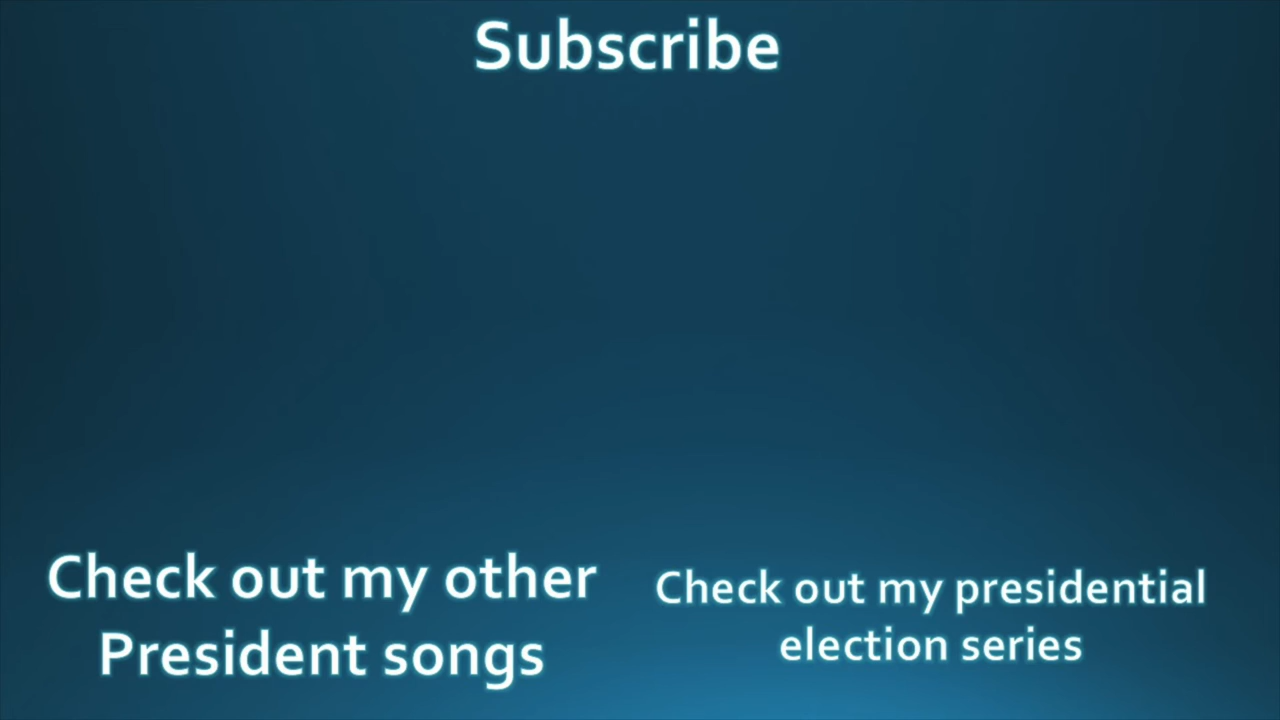 Subscribe
Check out my other
President songs
Check out my presidential
election series